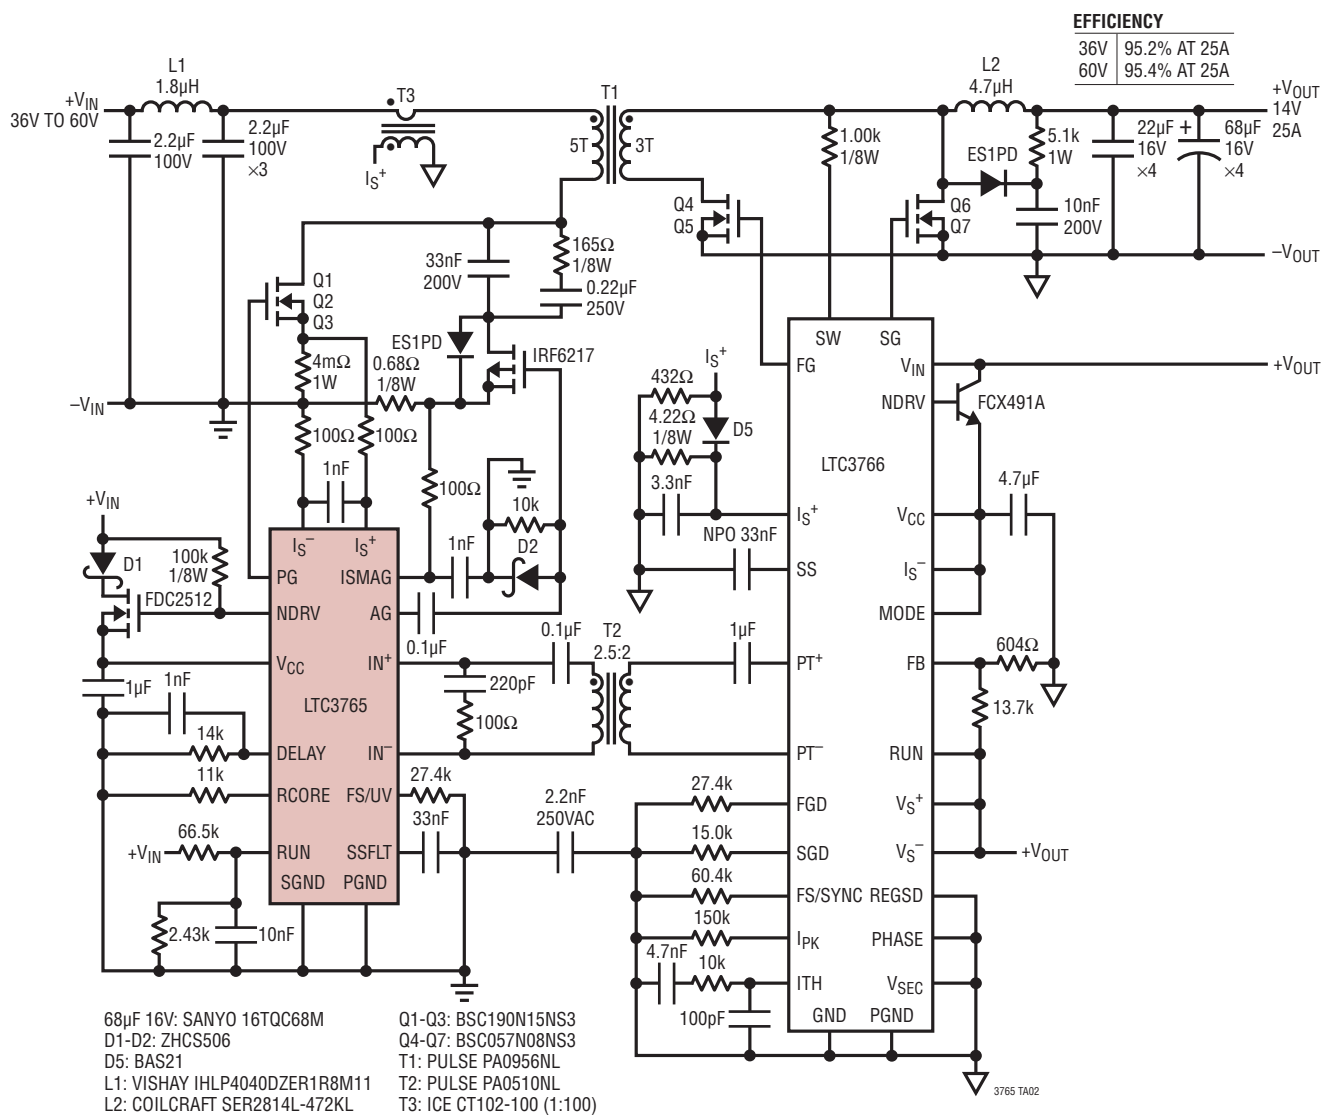 EFFICIENCY
36V 95.2% AT 25A
60V 95.4% AT 25A
L1
1.8µH
+VIN
36V TO 60V
2.2µF
100V
2.2µF
100V
×3
T3
IS+
T1
5T
3T
1.00k
1/8W
L2
4.7µH
ES1PD
5.1k
1W
22µF
16V
×4
+
68µF
16V
×4
+VOUT
14V
25A
Q4
Q5
Q6
Q7
10nF
200V
–VOUT
33nF
200V
165Ω
1/8W
0.22µF
250V
Q1
Q2
Q3
4mΩ
1W
ES1PD
0.68Ω
1/8W
IRF6217
–VIN
100Ω
100Ω
1nF
100Ω
10k
1nF
D2
0.1µF
IS+
432Ω
4.22Ω
1/8W
D5
3.3nF
NPO 33nF
SW
SG
FG
VIN
NDRV
FCX491A
+VOUT
LTC3766
4.7µF
IS+
VCC
SS
IS–
MODE
+VIN
D1
100k
1/8W
FDC2512
IS–
IS+
PG
ISMAG
NDRV
AG
VCC
IN+
1µF
1nF
LTC3765
220pF
100Ω
0.1µF
T2
2.5:2
1µF
PT+
FB
604Ω
13.7k
14k
DELAY
IN–
PT–
RUN
11k
RCORE
FS/UV
27.4k
33nF
2.2nF
250VAC
27.4k
FGD
VS+
15.0k
SGD
VS–
+VOUT
66.5k
+VIN
RUN
SSFLT
SGND
PGND
60.4k
FS/SYNC
REGSD
150k
IPK
PHASE
2.43k
10nF
4.7nF
10k
ITH
VSEC
100pF
GND
PGND
68µF 16V: SANYO 16TQC68M
D1-D2: ZHCS506
D5: BAS21
L1: VISHAY IHLP4040DZER1R8M11
L2: COILCRAFT SER2814L-472KL
Q1-Q3: BSC190N15NS3
Q4-Q7: BSC057N08NS3
T1: PULSE PA0956NL
T2: PULSE PA0510NL
T3: ICE CT102-100 (1:100)
3765 TA02